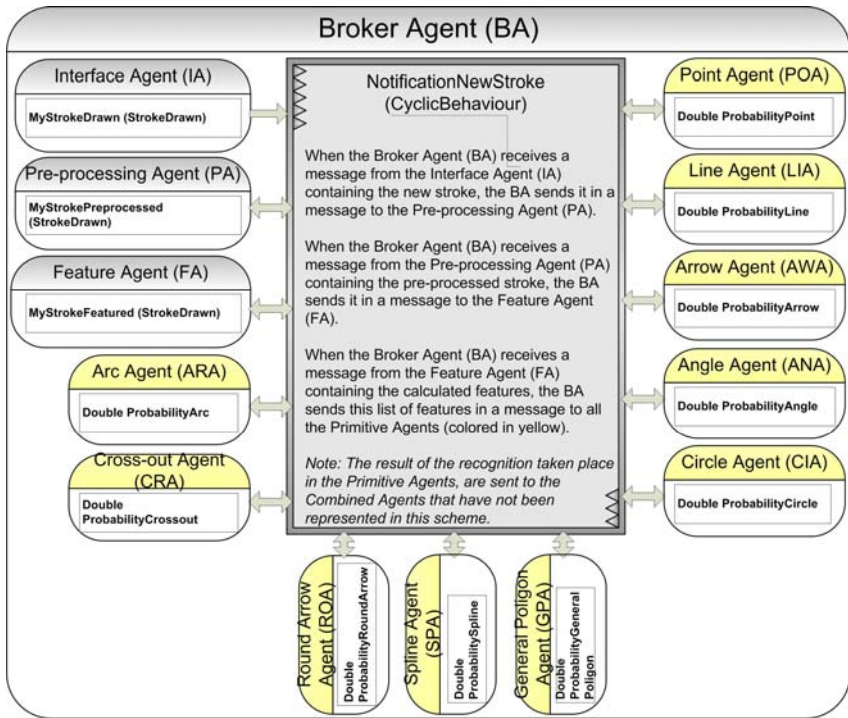 Broker Agent (BA)
Interface Agent (IA)
MyStrokeDrawn (StrokeDrawn)
Pre-processing Agent (PA)
MyStrokePreprocessed
(StrokeDrawn)
Feature Agent (FA)
MyStrokeFeatured (StrokeDrawn)
Arc Agent (ARA)
Double ProbabilityArc
Cross-out Agent
(CRA)
Double
ProbabilityCrossout
NotificationNewStroke
(CyclicBehaviour)
When the Broker Agent (BA) receives a
message from the Interface Agent (IA)
containing the new stroke, the BA sends it in a
message to the Pre-processing Agent (PA).
When the Broker Agent (BA) receives a
message from the Pre-processing Agent (PA)
containing the pre-processed stroke, the BA
sends it in a message to the Feature Agent
(FA).
When the Broker Agent (BA) receives a
message from the Feature Agent (FA)
containing the calculated features, the BA
sends this list of features in a message to all
the Primitive Agents (colored in yellow).
Note: The result of the recognition taken place
in the Primitive Agents, are sent to the
Combined Agents that have not been
represented in this scheme.
Point Agent (POA)
Double ProbabilityPoint
Line Agent (LIA)
Double ProbabilityLine
Arrow Agent (AWA)
Double ProbabilityArrow
Angle Agent (ANA)
Double ProbabilityAngle
Circle Agent (CIA)
Double ProbabilityCircle
Round Arrow
Agent (ROA)
Double
ProbabilityRoundArrow
Spline Agent
(SPA)
Double
ProbabilitySpline
General Poligon
Agent (GPA)
Double
ProbabilityGeneral
Poligon